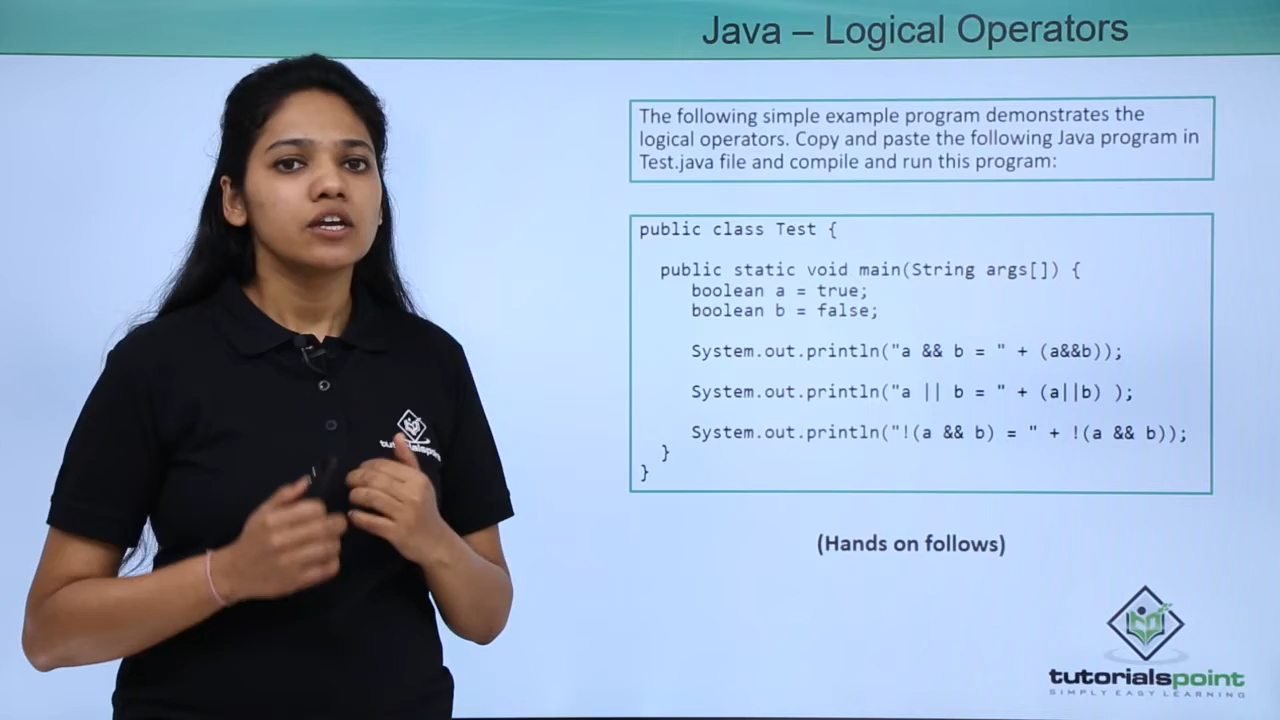 Java – Logical Operators
The following simple example program demonstrates the
logical operators. Copy and paste the following Java program in
Test.java file and compile and run this program:
public class Test {
public static void main(String args[]) {
boolean a = true;
boolean b = false;
System.out.println("a && b = " + (a&&b));
System.out.println("a || b = " + (a||b) );
System.out.println("!(a && b) = " + !(a && b));
}
}
(Hands on follows)
tutorialspoint
SIMPLY EASY LEARNING
tutorialspoint